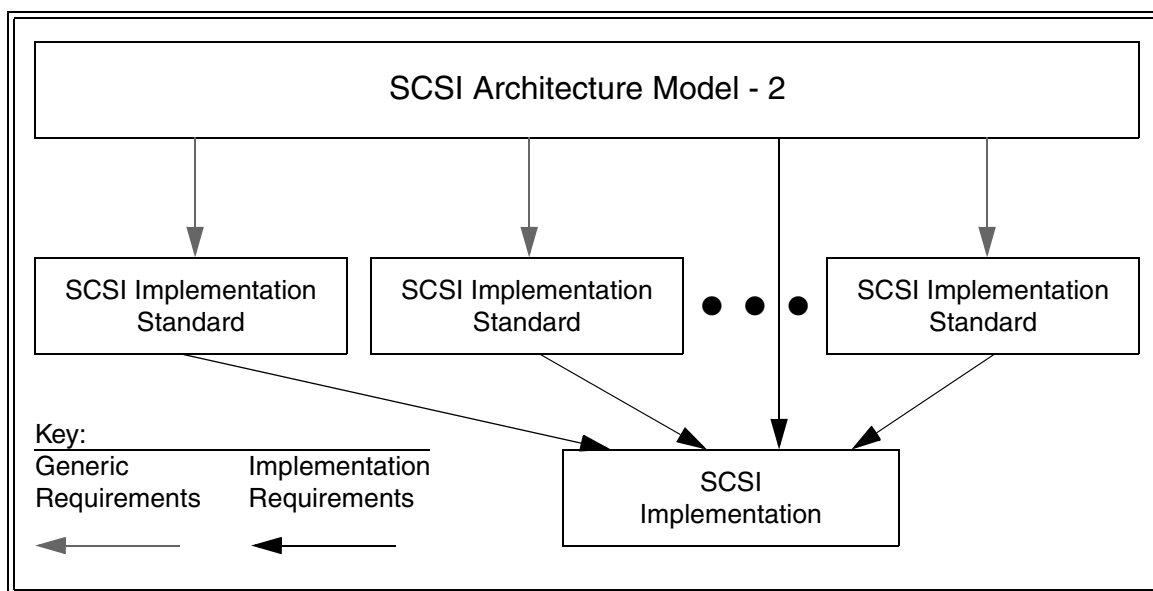 SCSI Architecture Model - 2
SCSI Implementation
Standard
SCSI Implementation
Standard
SCSI Implementation
Standard
Key:
Generic
Requirements
Implementation
Requirements
SCSI
Implementation